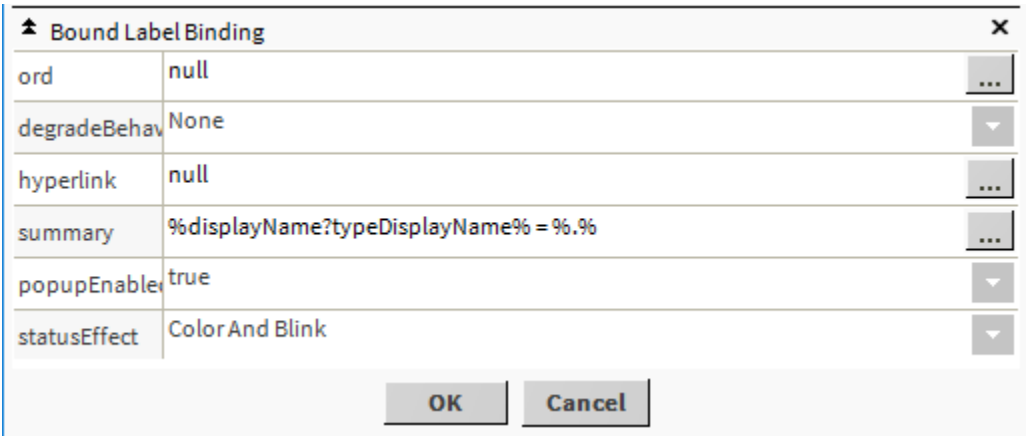 Bound Label Binding
ord null ...
degradeBehav None
hyperlink null ...
summary %displayName?typeDisplayName% = %.% ...
popupEnabled true
statusEffect Color And Blink
OK Cancel